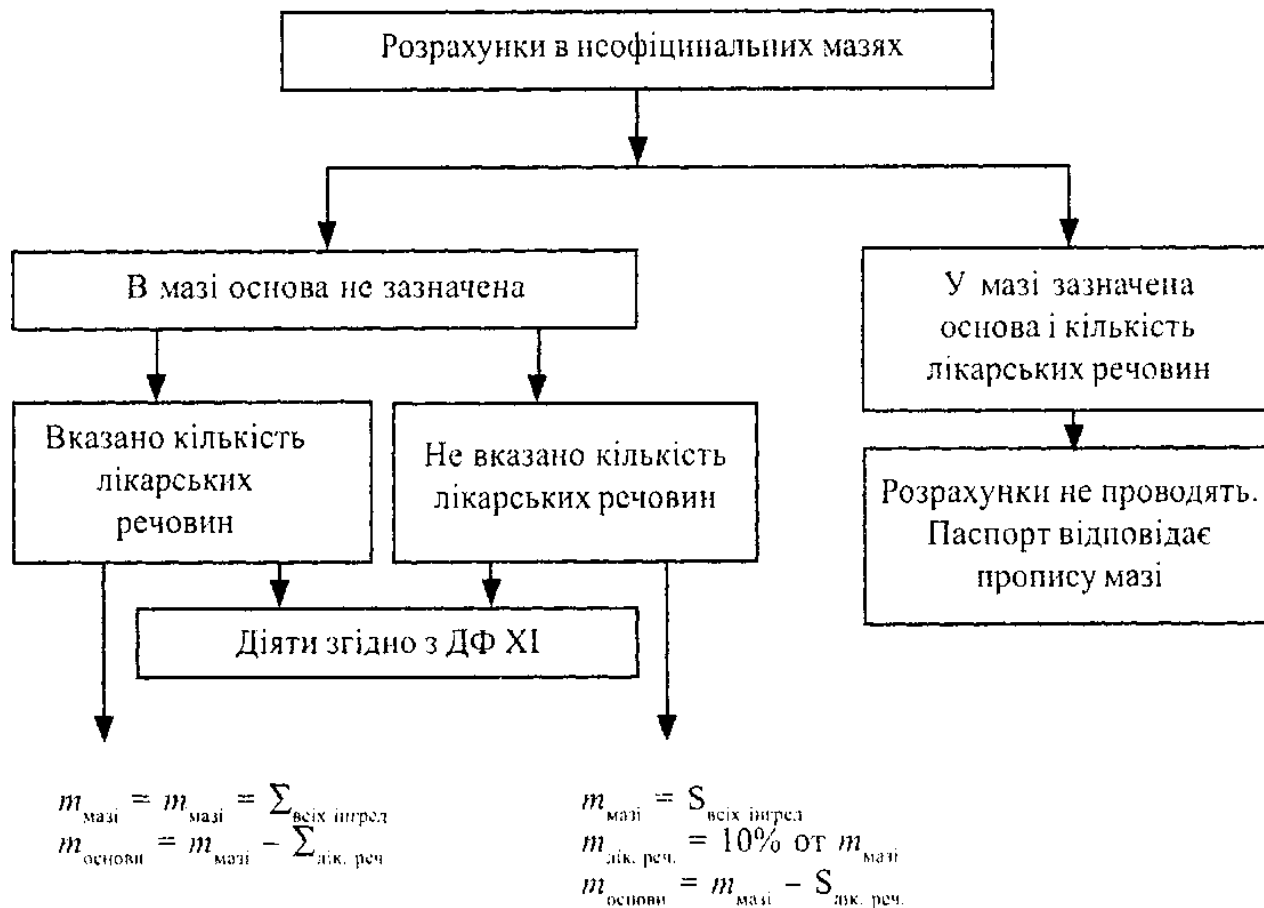 Розрахунки в неофіцинальних мазях
В мазі основа не зазначена
У мазі зазначена
основа і кількість
лікарських речовин
Вказано кількість
лікарських
речовин
Не вказано кількість
лікарських речовин
Розрахунки не проводять.
Паспорт відповідає
пропису мазі
Діяти згідно з ДФ XI
m мазі = m мазі = Σ всіх інгред
m основи = m мазі – Σ лік. реч
m мазі = S всіх інгред
m лік. реч. = 10% от m мазі
m основи = m мазі – S лік. реч.